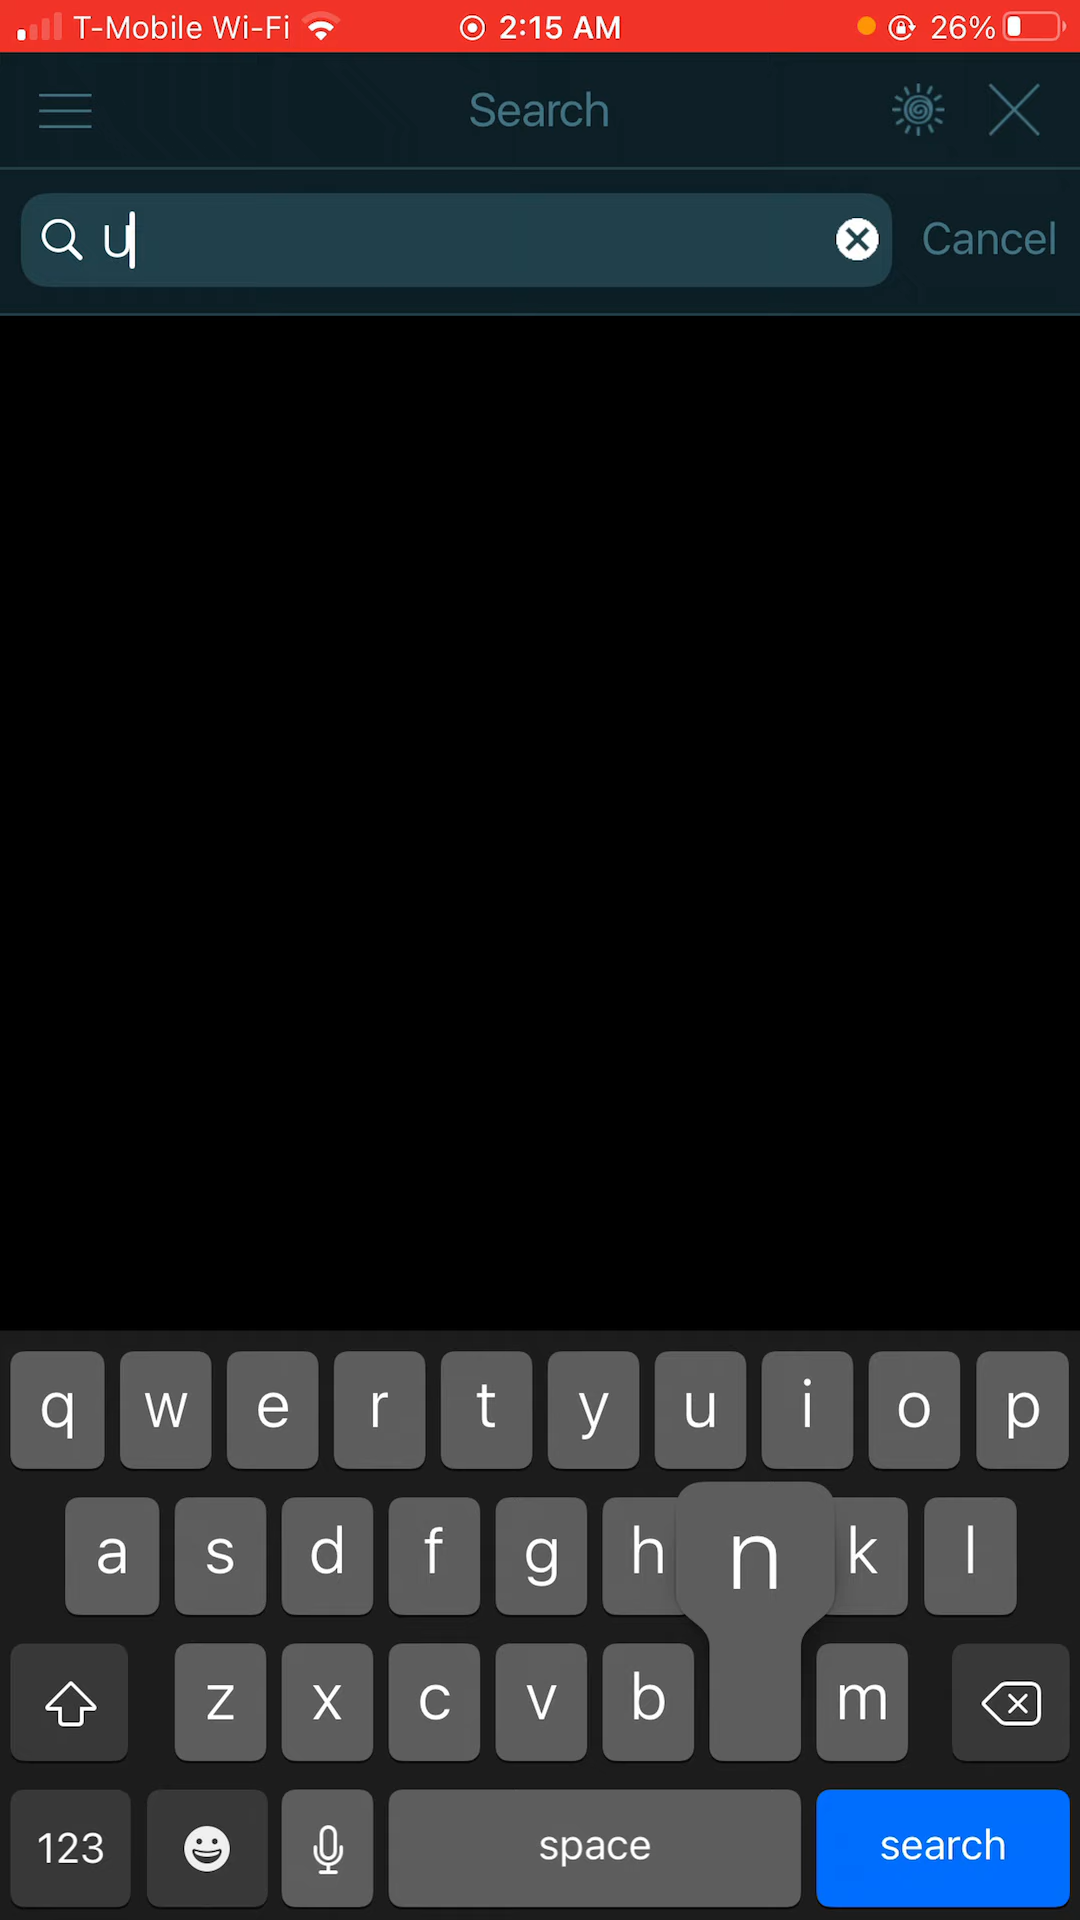 T-Mobile Wi-Fi 2:15 AM 26%
Search
U Cancel
q w e r t y u i o p
a s d f g h n k l
z x c v b m
123 space search